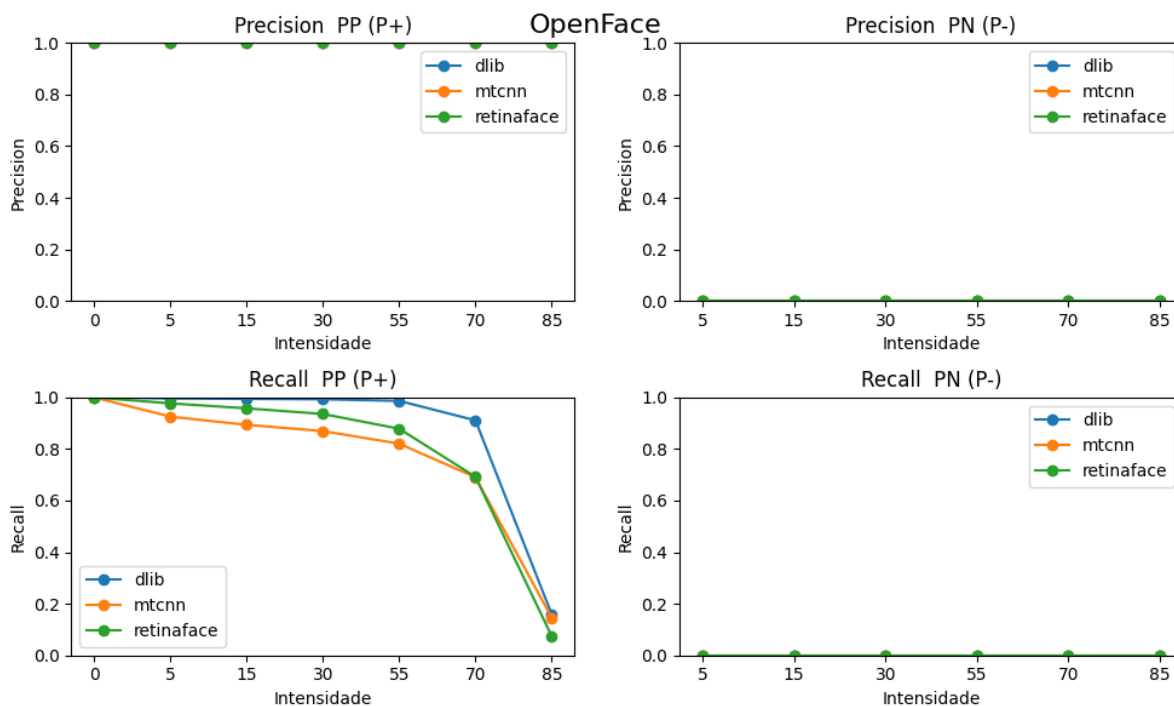 OpenFace
Precision  PP (P+)
1.0
0.8
0.6
0.4
0.2
0.0
Precision
dlib
mtcnn
retinaface
0 5 15 30 55 70 85
Intensidade
Precision  PN (P-)
1.0
0.8
0.6
0.4
0.2
0.0
Precision
dlib
mtcnn
retinaface
5 15 30 55 70 85
Intensidade
Recall  PP (P+)
1.0
0.8
0.6
0.4
0.2
0.0
Recall
dlib
mtcnn
retinaface
0 5 15 30 55 70 85
Intensidade
Recall  PN (P-)
1.0
0.8
0.6
0.4
0.2
0.0
Recall
dlib
mtcnn
retinaface
5 15 30 55 70 85
Intensidade